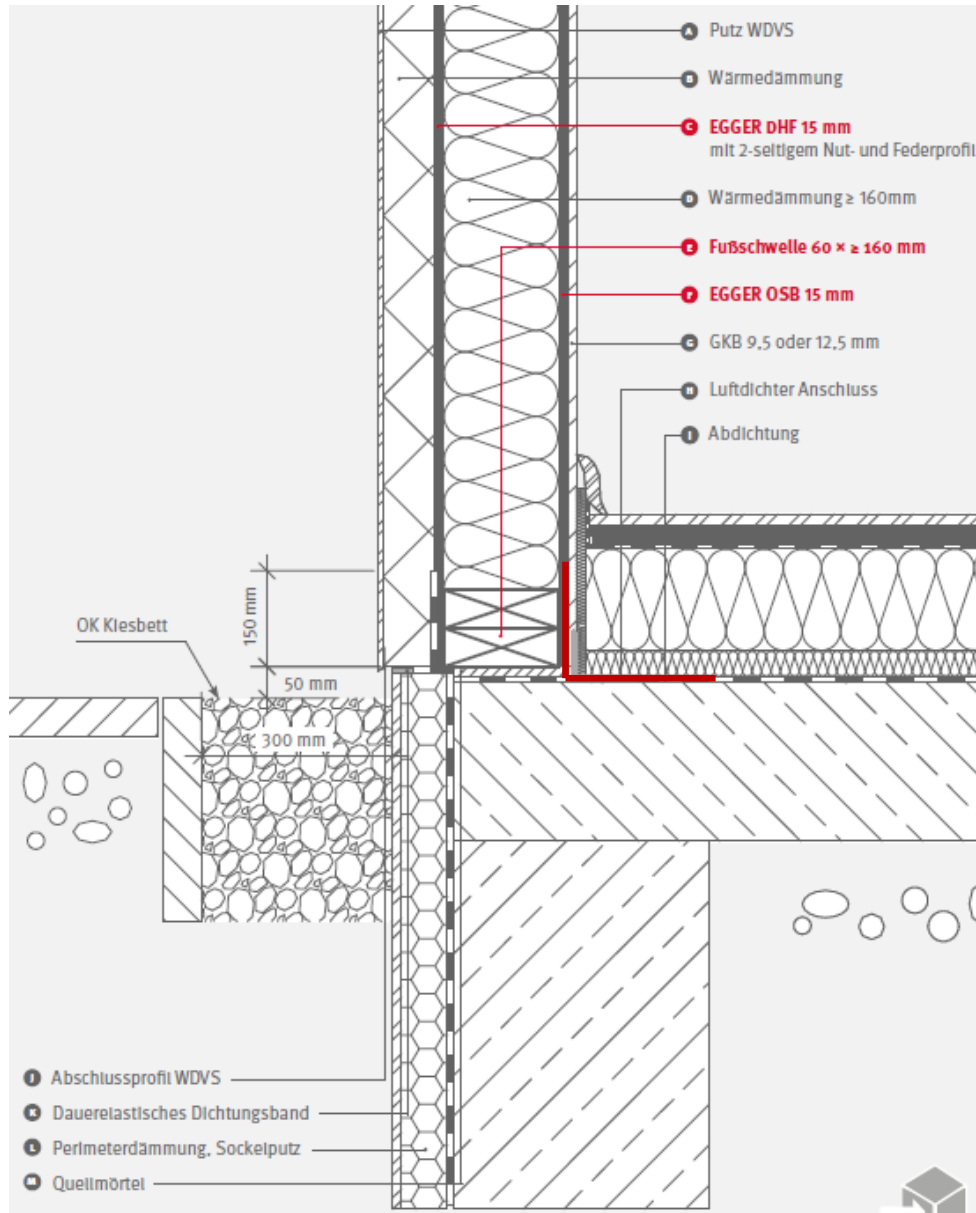 A Putz WDVS
B Wärmedämmung
C EGGER DHF 15 mm
mit 2-seitigem Nut- und Federprofil
D Wärmedämmung ≥ 160mm
E Fußschwelle 60 × ≥ 160 mm
F EGGER OSB 15 mm
G GKB 9,5 oder 12,5 mm
H Luftdichter Anschluss
I Abdichtung
OK Kiesbett
150 mm
50 mm
300 mm
J Abschlussprofil WDVS
K Dauerelastisches Dichtungsband
L Perimeterdämmung, Sockelputz
M Quellmörtel